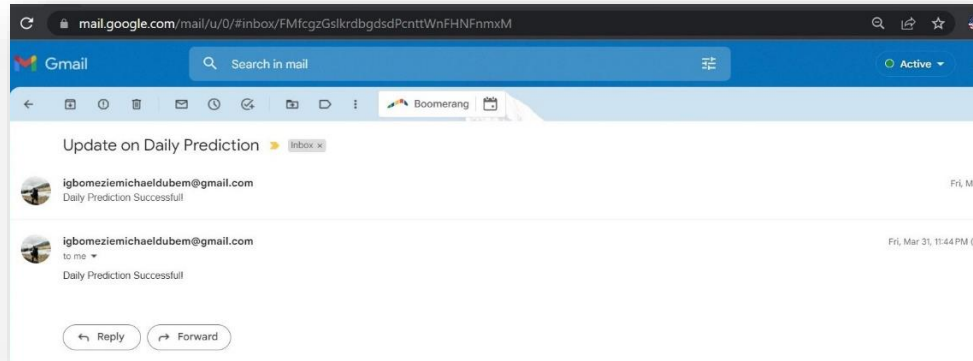 mail.google.com/mail/u/0/#inbox/FMfcgzGslkrdbgdsdPcnttWnFHNFnmxM
Gmail
Search in mail
Active
Boomerang
Update on Daily Prediction
Inbox ×
igbomeziemichaeldubem@gmail.com
Fri, M
Daily Prediction Successful!
igbomeziemichaeldubem@gmail.com
Fri, Mar 31, 11:44 PM (
to me
Daily Prediction Successful!
Reply
Forward